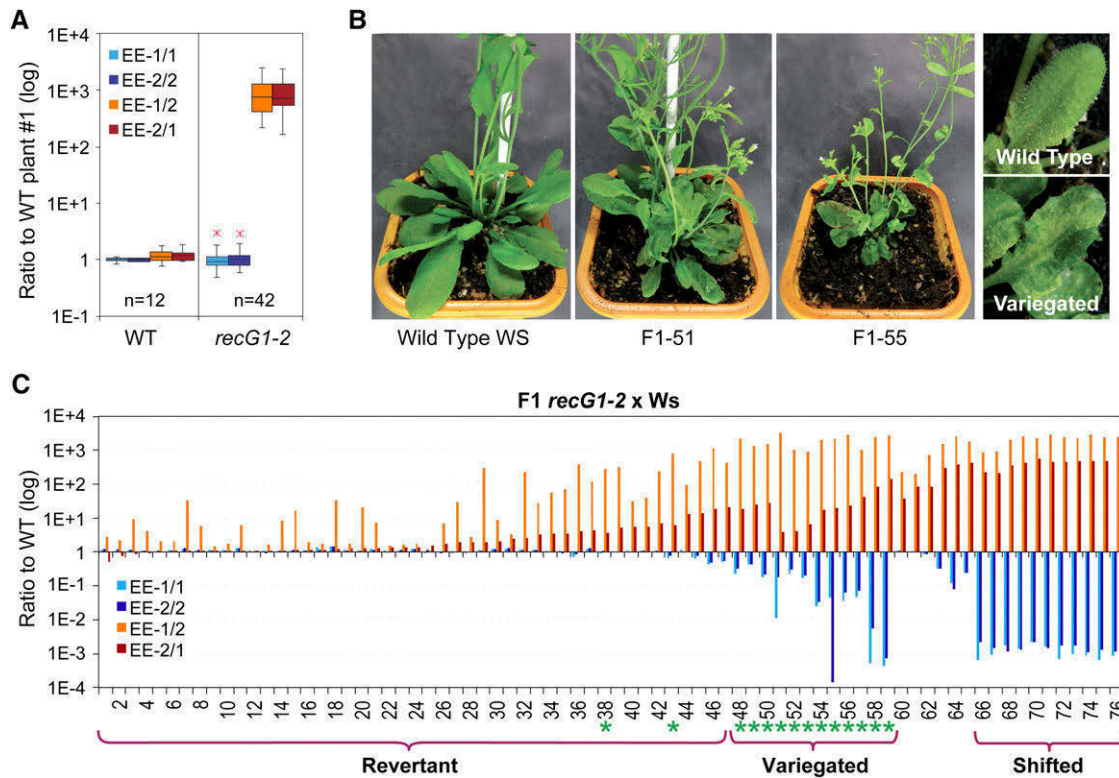 A
1E+4
1E+3
1E+2
1E+1
1
1E-1
Ratio to WT plant #1 (log)
EE-1/1
EE-2/2
EE-1/2
EE-2/1
n=12
n=42
WT
recG1-2
B
Wild Type WS
F1-51
F1-55
Wild Type
Variegated
C
F1 recG1-2 x Ws
1E+4
1E+3
1E+2
1E+1
1
1E-1
1E-2
1E-3
1E-4
Ratio to WT (log)
EE-1/1
EE-2/2
EE-1/2
EE-2/1
2 4 6 8 10 12 14 16 18 20 22 24 26 28 30 32 34 36 38 40 42 44 46 48 50 52 54 56 58 60 62 64 66 68 70 72 74 76
* * * * * * * * * * * * * *
Revertant
Variegated
Shifted